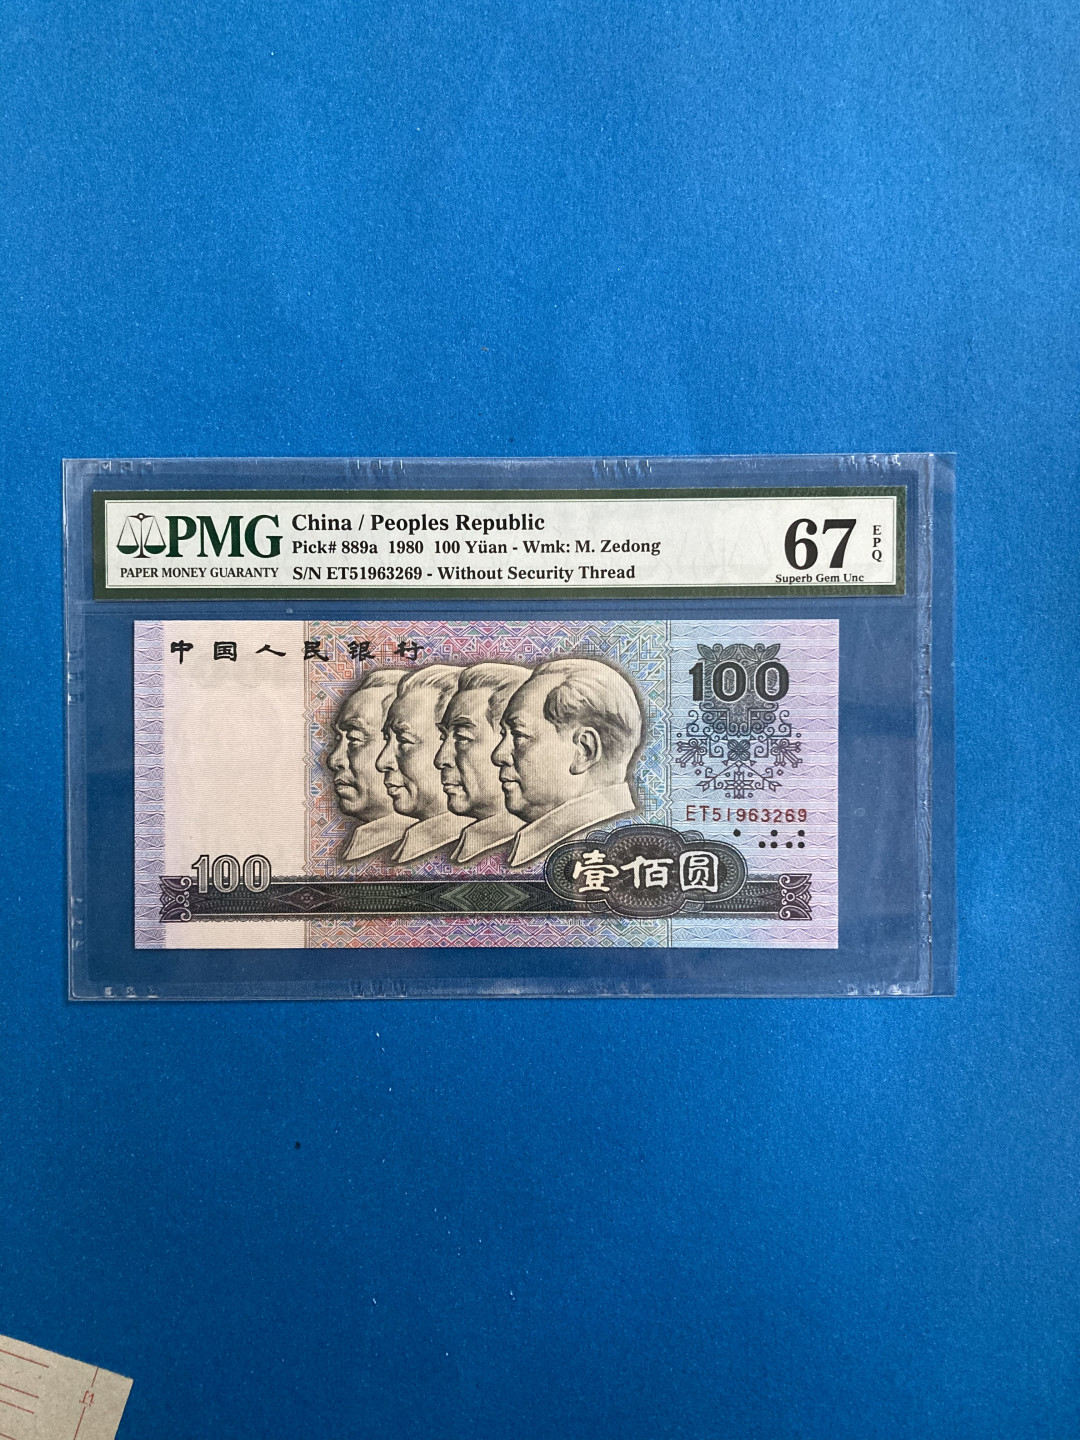 PMG
PAPER MONEY GUARANTY
China / Peoples Republic
Pick# 889a 1980 100 Yüan - Wmk: M. Zedong
S/N ET51963269 - Without Security Thread
67
EPQ
Superb Gem Unc
中国人民银行
100
ET51963269
100
壹佰圆